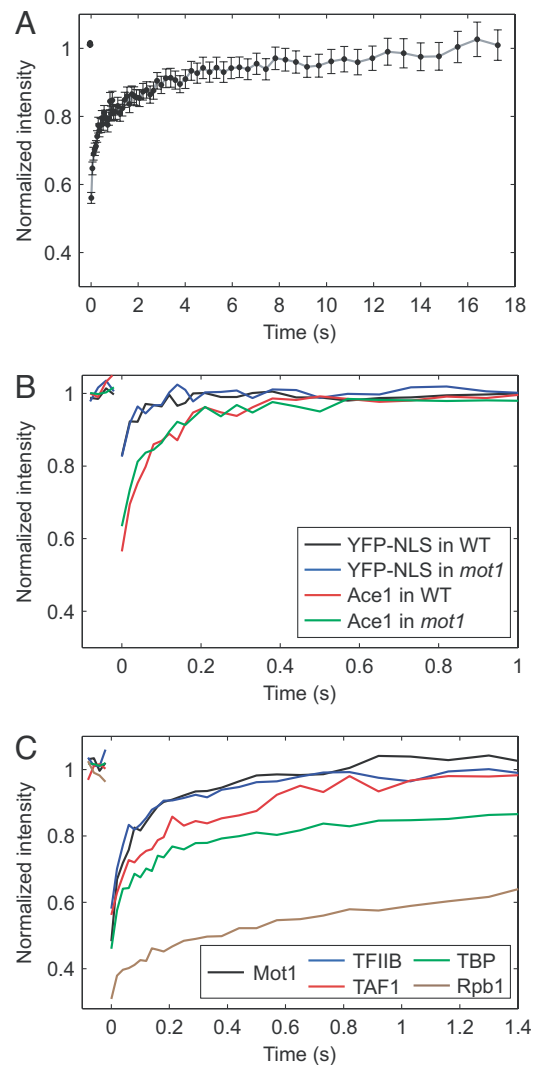 A
Normalized intensity
1
0.8
0.6
0.4
0 2 4 6 8 10 12 14 16 18
Time (s)
B
Normalized intensity
1
0.8
0.6
0.4
YFP-NLS in WT
YFP-NLS in mot1
Ace1 in WT
Ace1 in mot1
0 0.2 0.4 0.6 0.8 1
Time (s)
C
Normalized intensity
1
0.8
0.6
0.4
Mot1 TFIIB TBP
TAF1 Rpb1
0 0.2 0.4 0.6 0.8 1 1.2 1.4
Time (s)